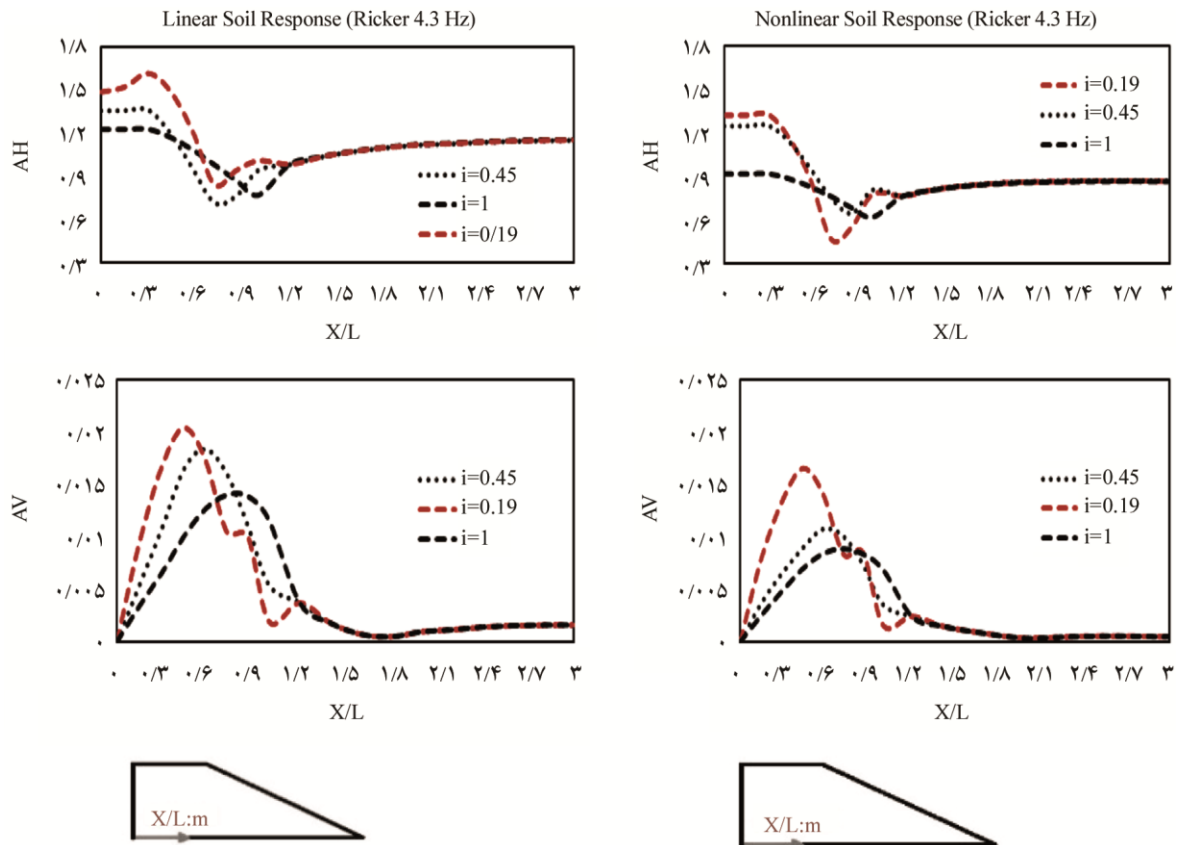 Linear Soil Response (Ricker 4.3 Hz)
۱/۸
۱/۵
۱/۲
۰/۹
۰/۶
۰/۳
AH
i=0.45
i=1
i=0/19
۰ ۰/۳ ۰/۶ ۰/۹ ۱/۲ ۱/۵ ۱/۸ ۲/۱ ۲/۴ ۲/۷ ۳
X/L
Nonlinear Soil Response (Ricker 4.3 Hz)
۱/۸
۱/۵
۱/۲
۰/۹
۰/۶
۰/۳
AH
i=0.19
i=0.45
i=1
۰ ۰/۳ ۰/۶ ۰/۹ ۱/۲ ۱/۵ ۱/۸ ۲/۱ ۲/۴ ۲/۷ ۳
X/L
۰/۰۲۵
۰/۰۲
۰/۰۱۵
۰/۰۱
۰/۰۰۵
۰
AV
i=0.45
i=0.19
i=1
۰ ۰/۳ ۰/۶ ۰/۹ ۱/۲ ۱/۵ ۱/۸ ۲/۱ ۲/۴ ۲/۷ ۳
X/L
۰/۰۲۵
۰/۰۲
۰/۰۱۵
۰/۰۱
۰/۰۰۵
۰
AV
i=0.45
i=0.19
i=1
۰ ۰/۳ ۰/۶ ۰/۹ ۱/۲ ۱/۵ ۱/۸ ۲/۱ ۲/۴ ۲/۷ ۳
X/L
X/L:m
X/L:m